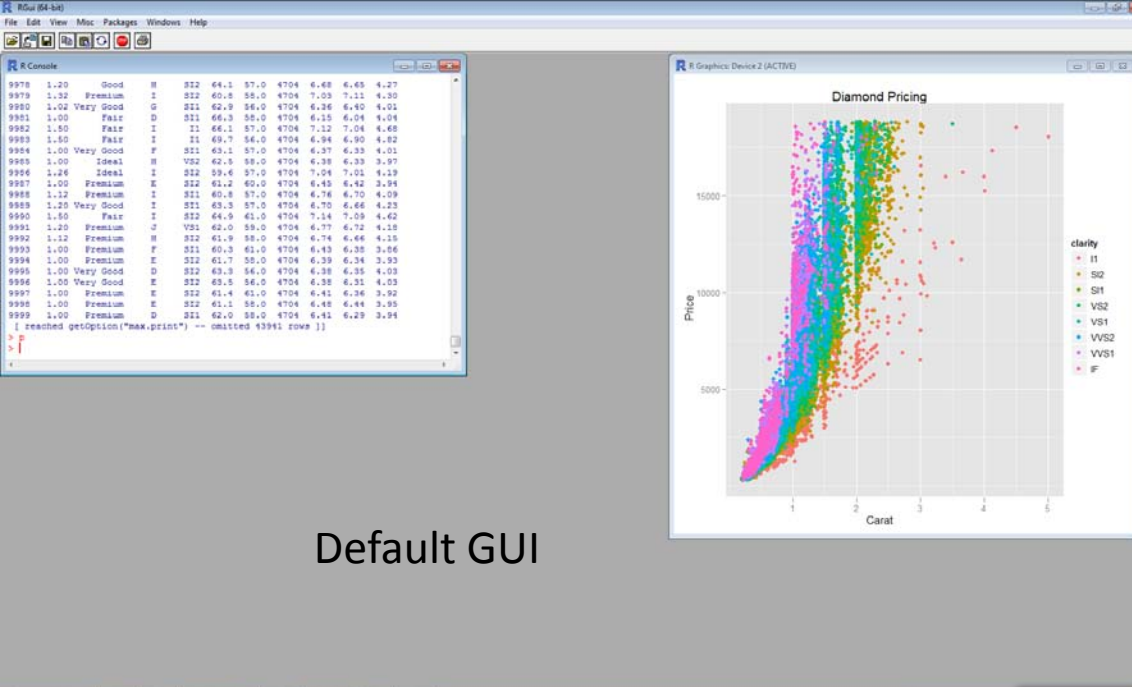 RGui (64-bit)
File Edit View Misc Packages Windows Help
R Console
9978 1.20 Good H SI2 64.1 57.0 4704 6.68 6.65 4.27
9979 1.32 Premium I SI2 60.8 58.0 4704 7.03 7.11 4.30
9980 1.02 Very Good G SI1 62.9 56.0 4704 6.36 6.40 4.01
9981 1.00 Fair D SI1 66.3 58.0 4704 6.15 6.04 4.04
9982 1.50 Fair I I1 66.1 57.0 4704 7.12 7.04 4.68
9983 1.50 Fair I I1 69.7 56.0 4704 6.94 6.90 4.82
9984 1.00 Very Good F SI1 63.1 57.0 4704 6.37 6.33 4.01
9985 1.00 Ideal H VS2 62.5 58.0 4704 6.38 6.33 3.97
9986 1.26 Ideal I SI2 59.6 57.0 4704 7.04 7.01 4.19
9987 1.00 Premium E SI2 61.2 60.0 4704 6.45 6.42 3.94
9988 1.12 Premium I SI1 60.8 57.0 4704 6.76 6.70 4.09
9989 1.20 Very Good I SI1 63.3 57.0 4704 6.70 6.66 4.23
9990 1.50 Fair I SI2 64.9 61.0 4704 7.14 7.09 4.62
9991 1.20 Premium J VS1 62.0 59.0 4704 6.77 6.72 4.18
9992 1.12 Premium H SI2 61.9 58.0 4704 6.74 6.66 4.15
9993 1.00 Premium F SI1 60.3 61.0 4704 6.43 6.38 3.86
9994 1.00 Premium E SI2 61.7 58.0 4704 6.39 6.34 3.93
9995 1.00 Very Good D SI2 63.3 56.0 4704 6.38 6.35 4.03
9996 1.00 Very Good E SI2 63.5 56.0 4704 6.38 6.31 4.03
9997 1.00 Premium E SI2 61.4 61.0 4704 6.41 6.36 3.92
9998 1.00 Premium E SI2 61.1 58.0 4704 6.48 6.44 3.95
9999 1.00 Premium D SI1 62.0 58.0 4704 6.41 6.29 3.94
[ reached getOption("max.print") -- omitted 43941 rows ]]
> p
>
R Graphics: Device 2 (ACTIVE)
Diamond Pricing
15000
10000
5000
Price
1 2 3 4 5
Carat
clarity
I1
SI2
SI1
VS2
VS1
VVS2
VVS1
IF
Default GUI